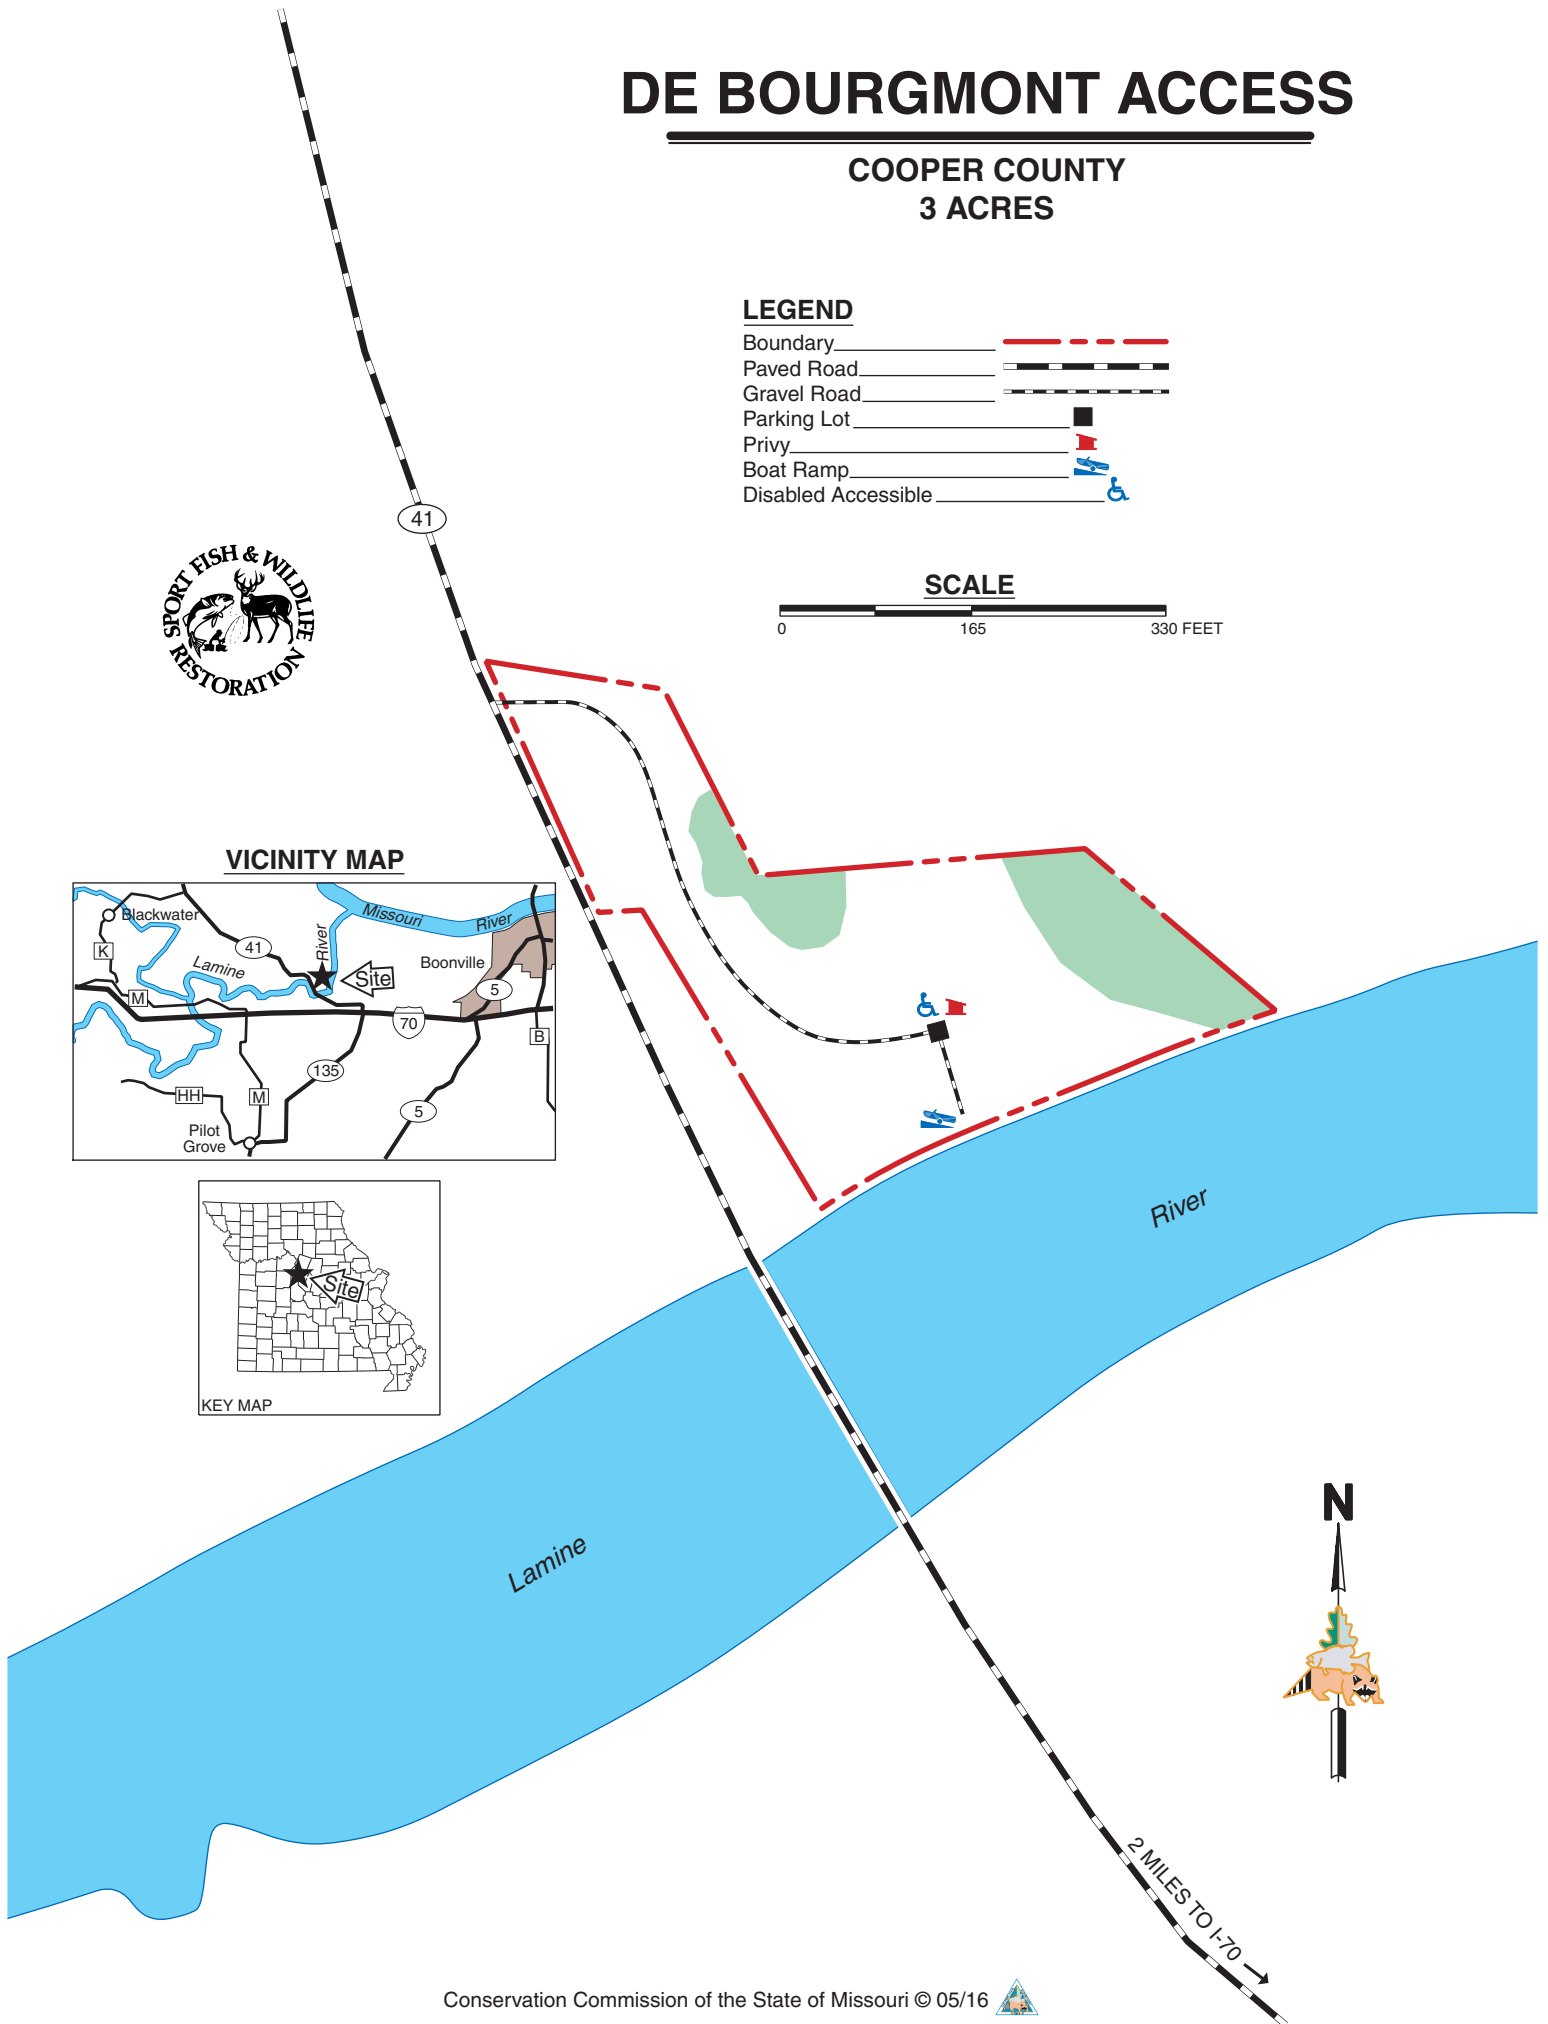 DE BOURGMONT ACCESS
COOPER COUNTY
3 ACRES
LEGEND
Boundary
Paved Road
Gravel Road
Parking Lot
Privy
Boat Ramp
Disabled Accessible
41
SPORT FISH & WILDLIFE
RESTORATION
SCALE
0 165 330 FEET
VICINITY MAP
Blackwater
Missouri
River
River
41
K
Lamine
Site
Boonville
5
M
70
B
135
HH
M
5
Pilot
Grove
Site
KEY MAP
River
Lamine
N
2 MILES TO I-70
Conservation Commission of the State of Missouri © 05/16